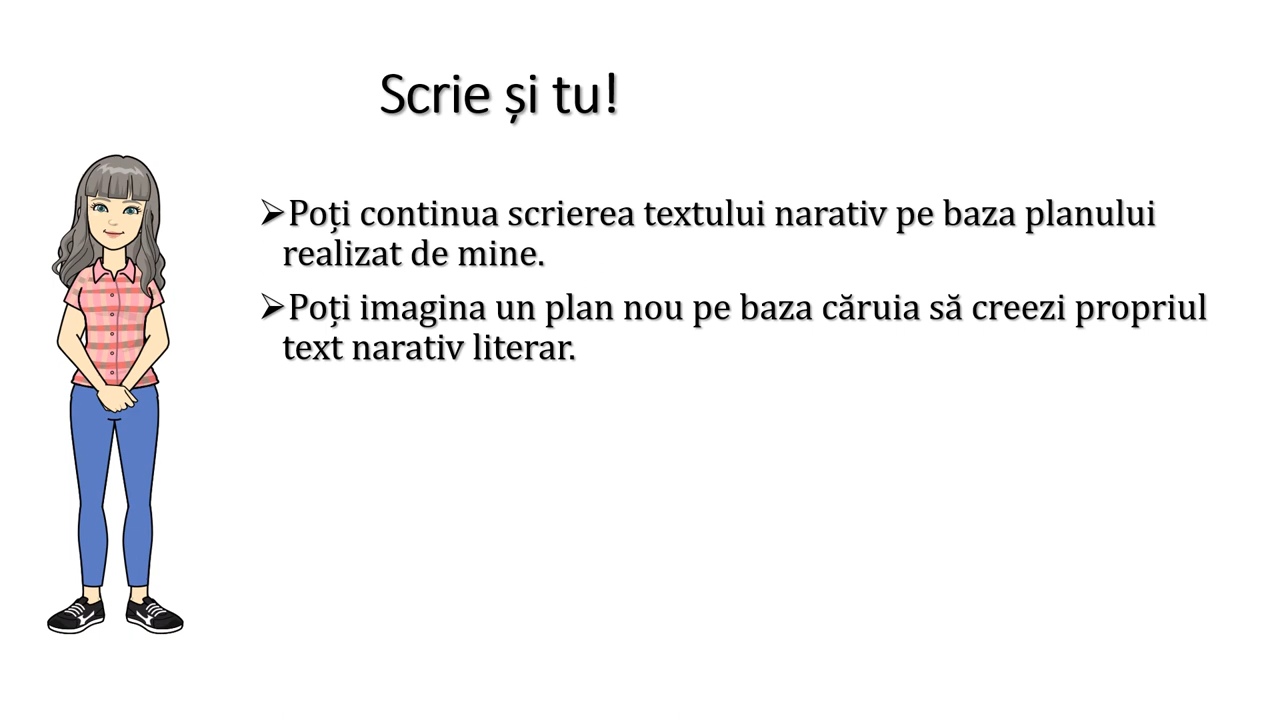 Scrie și tu!
➢Poți continua scrierea textului narativ pe baza planului
realizat de mine.
➢Poți imagina un plan nou pe baza căruia să creezi propriul
text narativ literar.